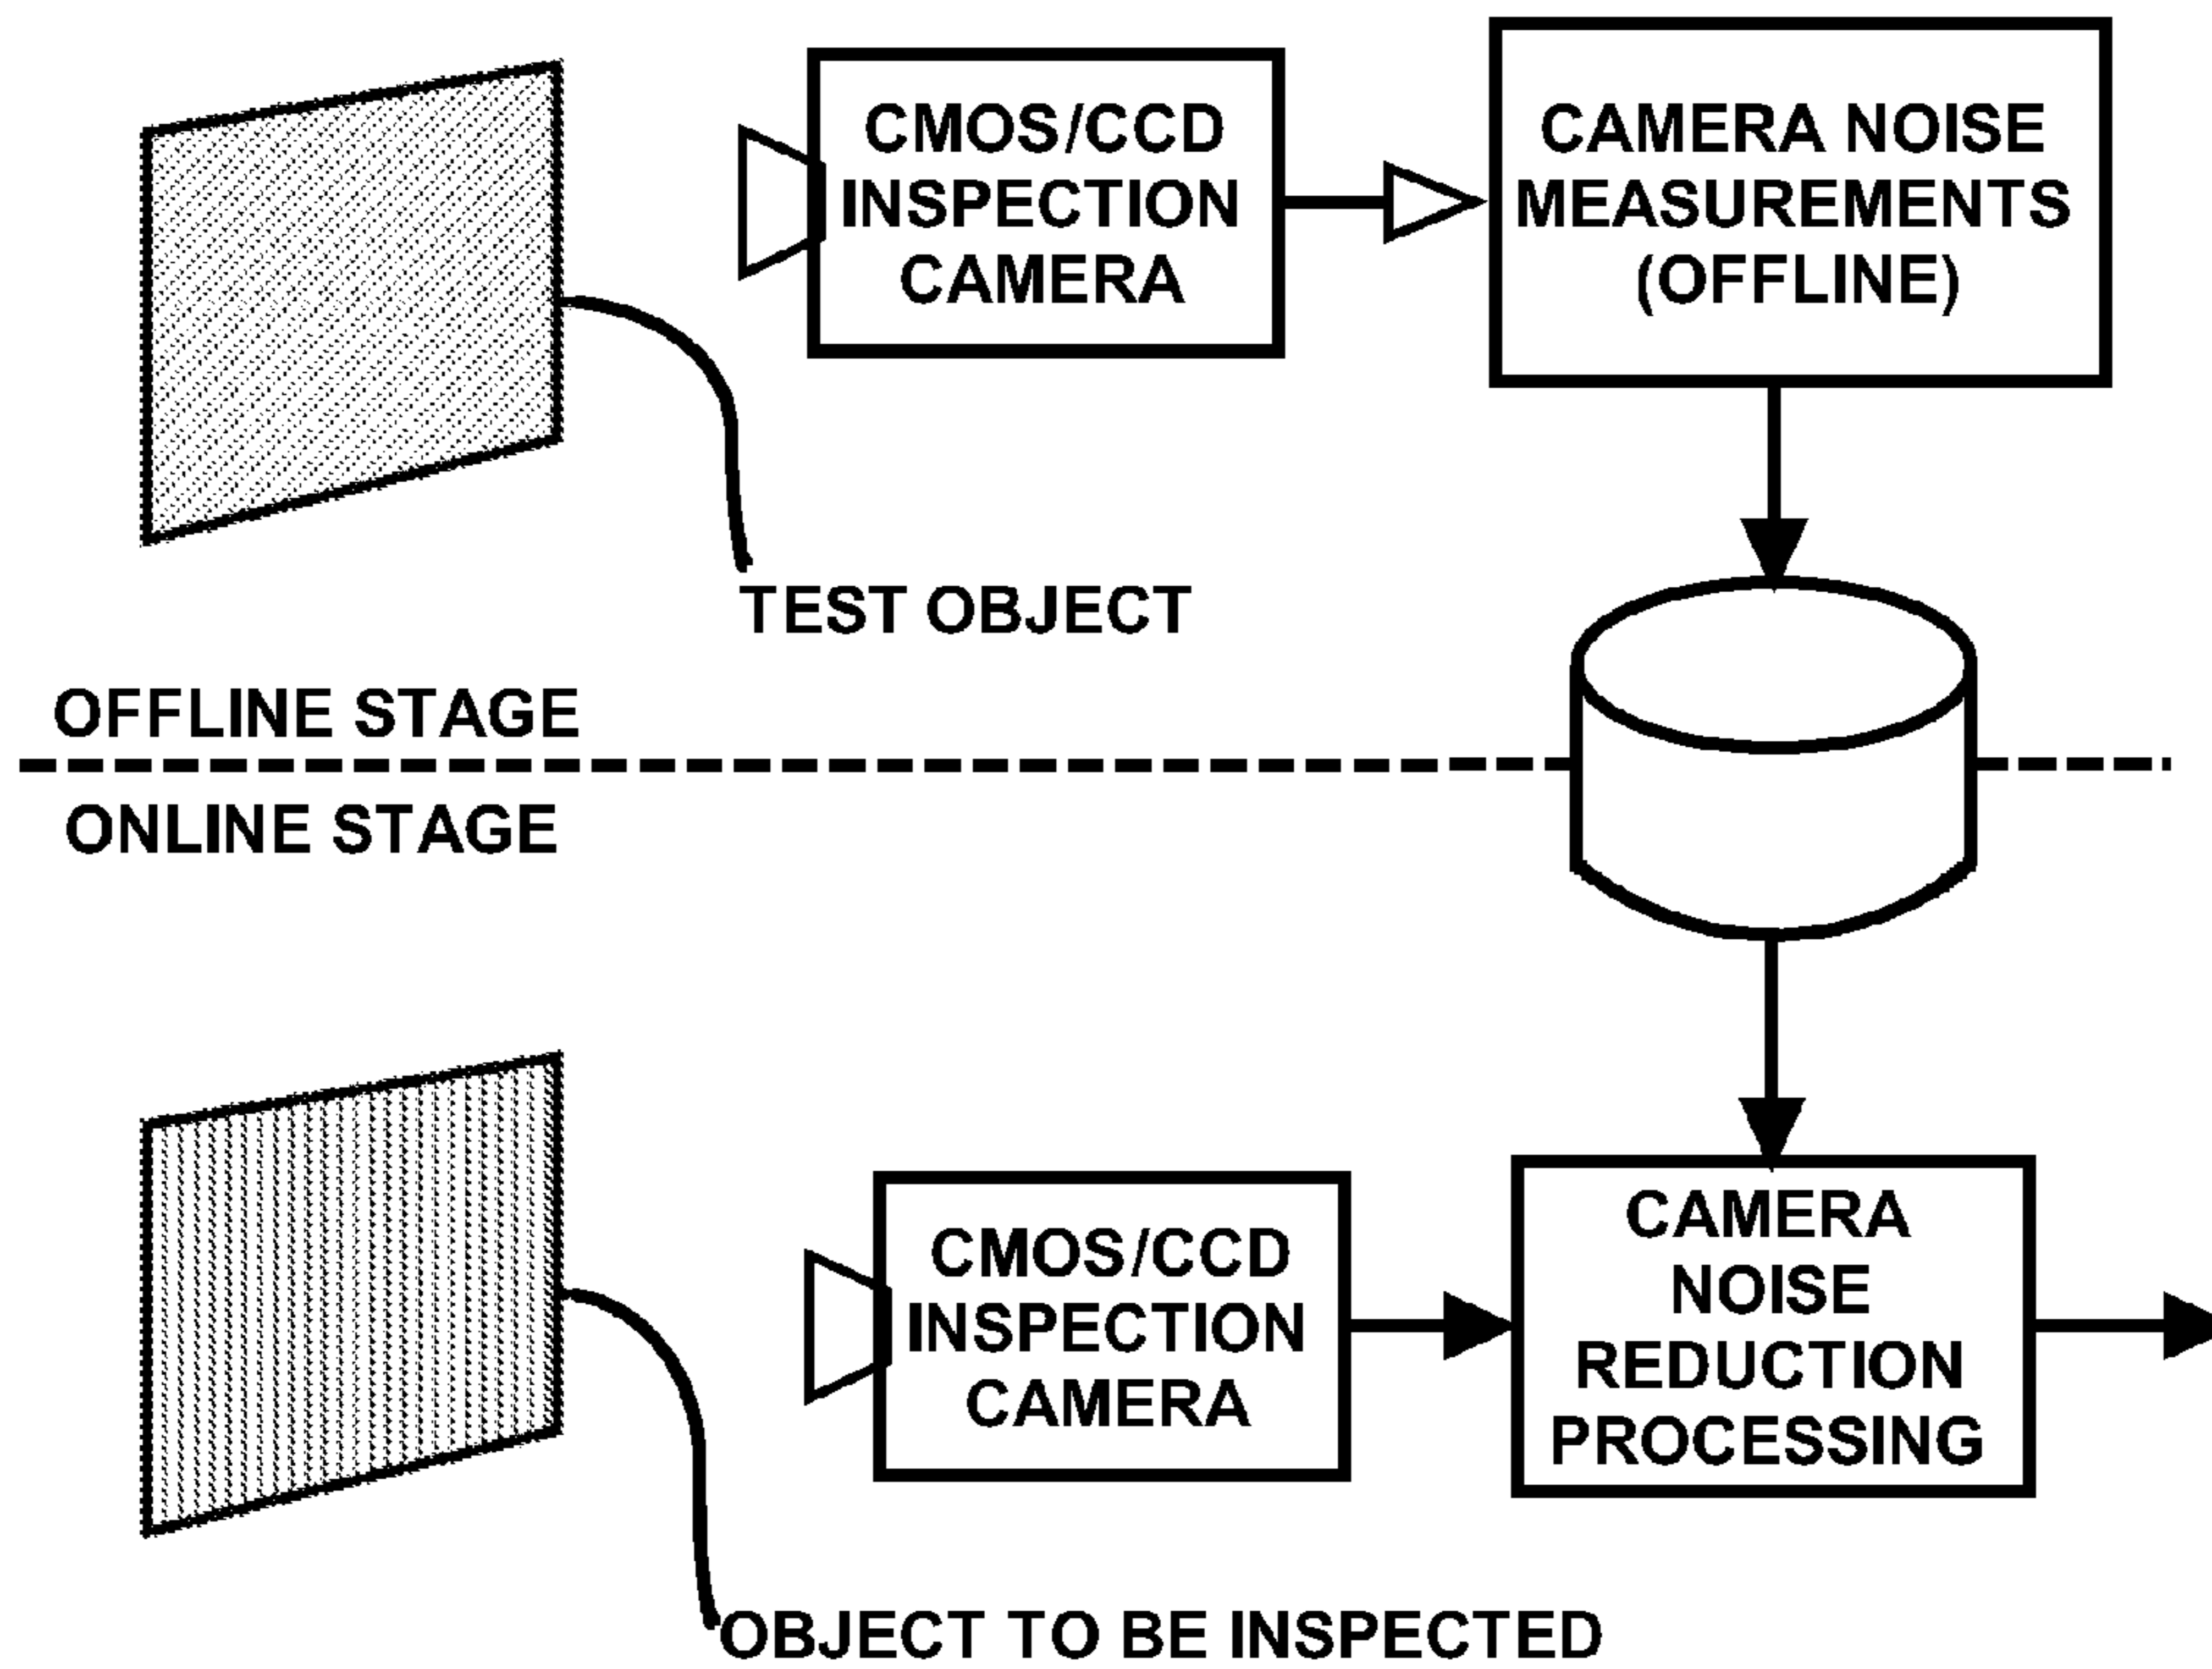 CMOS/CCD
INSPECTION
CAMERA
CAMERA NOISE
MEASUREMENTS
(OFFLINE)
TEST OBJECT
OFFLINE STAGE
ONLINE STAGE
CMOS/CCD
INSPECTION
CAMERA
CAMERA
NOISE
REDUCTION
PROCESSING
OBJECT TO BE INSPECTED